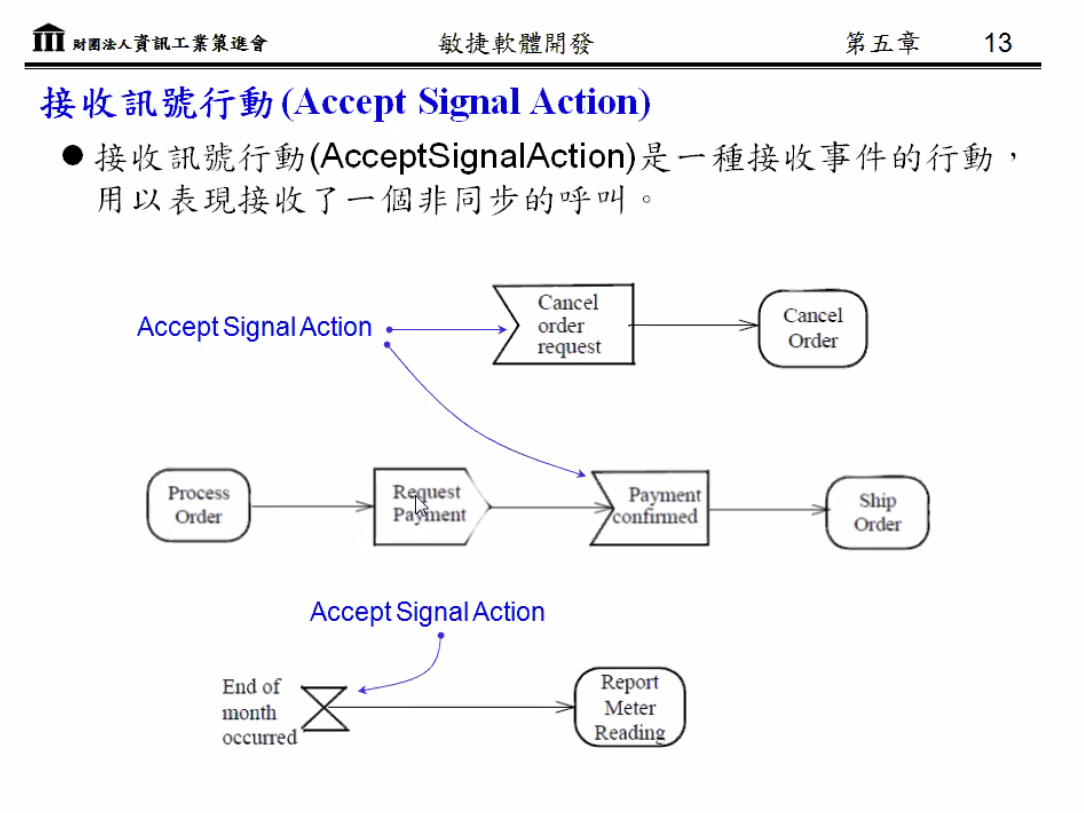 財團法人資訊工業策進會 敏捷軟體開發 第五章 13
接收訊號行動(Accept Signal Action)
接收訊號行動(AcceptSignalAction)是一種接收事件的行動，
用以表現接收了一個非同步的呼叫。
Accept Signal Action
Cancel
order
request
Cancel
Order
Process
Order
Request
Payment
Payment
confirmed
Ship
Order
Accept Signal Action
End of
month
occurred
Report
Meter
Reading